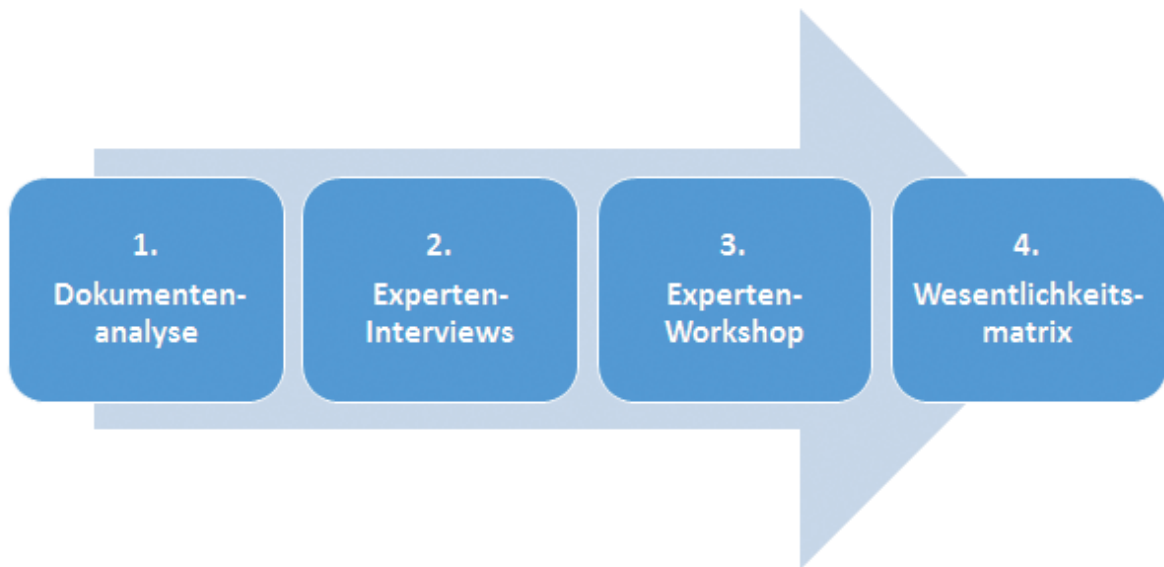 1.
Dokumenten-
analyse
2.
Experten-
Interviews
3.
Experten-
Workshop
4.
Wesentlichkeits-
matrix